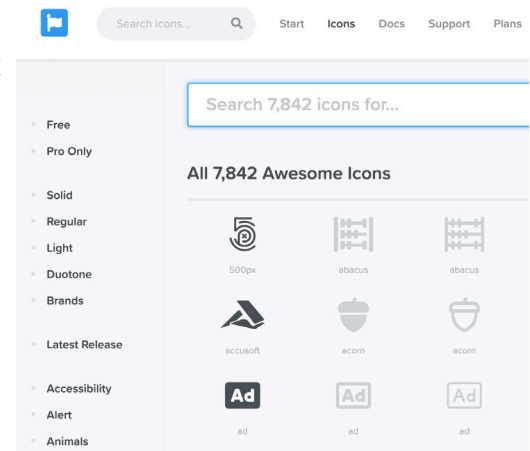 Search icons...
Start Icons Docs Support Plans
Search 7,842 icons for...
Free
Pro Only
Solid
Regular
Light
Duotone
Brands
Latest Release
Accessibility
Alert
Animals
All 7,842 Awesome Icons
500px abacus abacus
accusoft acorn acorn
Ad Ad Ad
ad ad ad